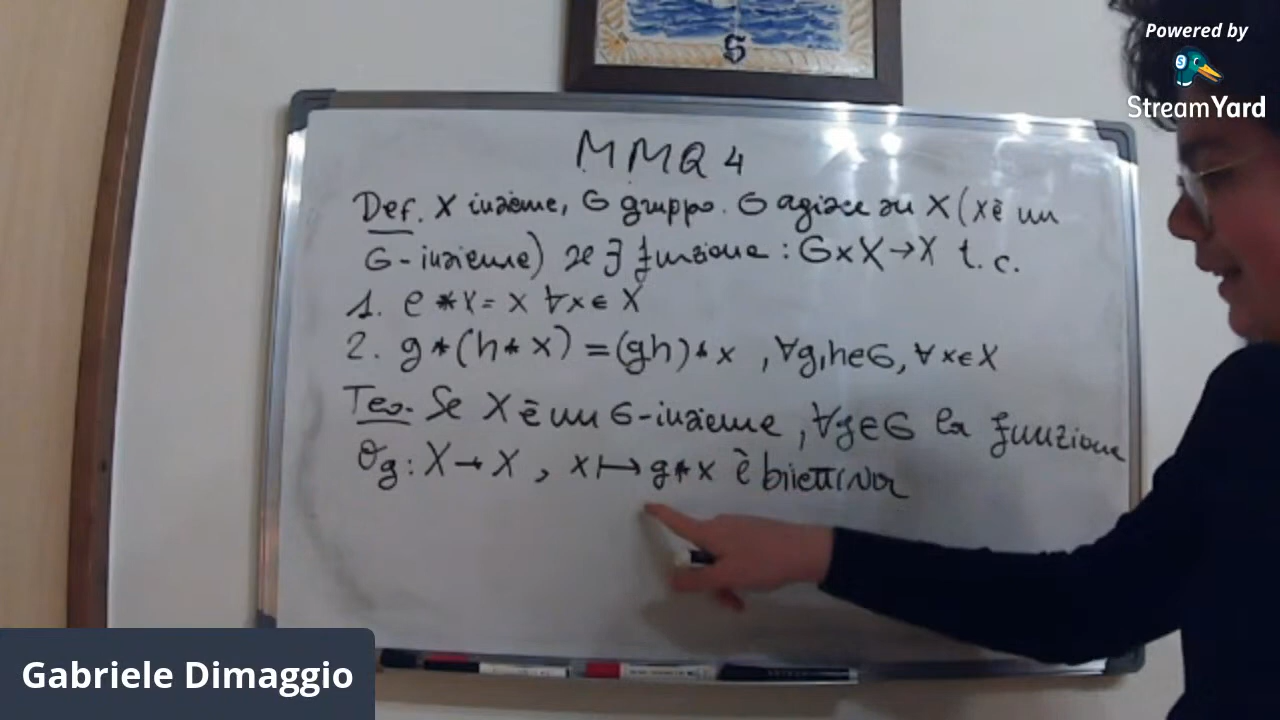 Powered by
StreamYard
S
MMQ 4
Def. X insieme, G gruppo. G agisce su X (X è un
G-insieme) se ∃ funzione : G×X→X t.c.
1. e * x = x ∀x ∈ X
2. g*(h*x) = (gh)*x , ∀g,h∈G, ∀x∈X
Teo. Se X è un G-insieme, ∀g∈G la funzione
σg : X→X , x↦g*x è biiettiva
Gabriele Dimaggio